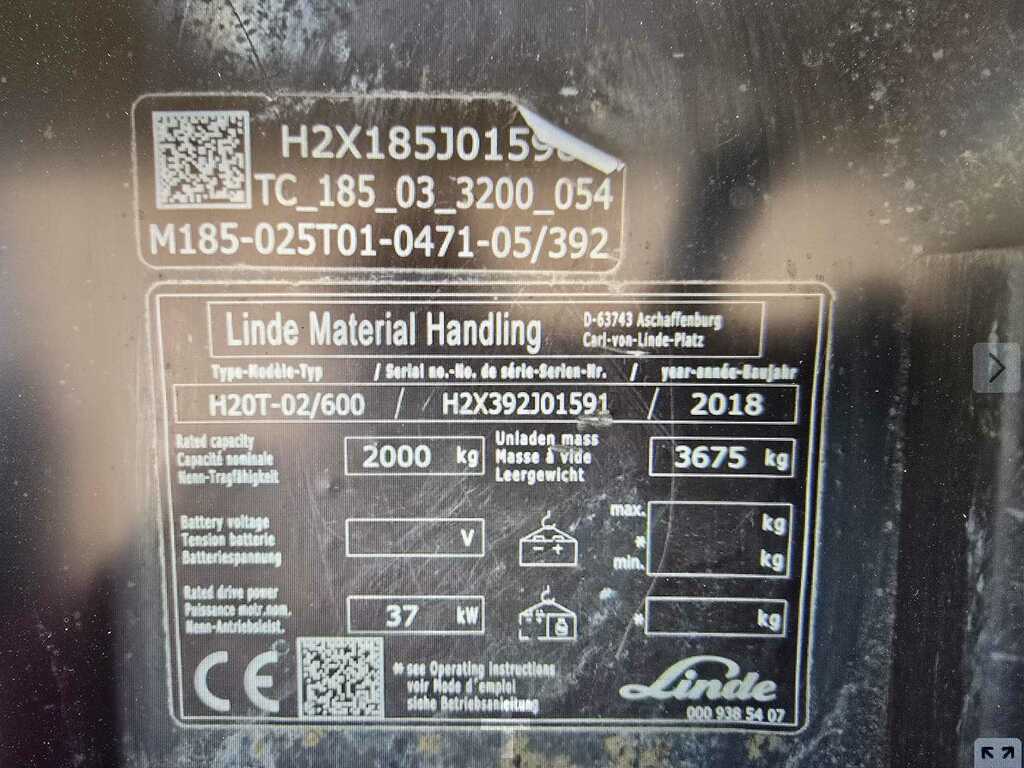 H2X185J0159
TC_185_03_3200_054
M185-025T01-0471-05/392
Linde Material Handling
D-63743 Aschaffenburg
Carl-von-Linde-Platz
Type-Modèle-Typ / Serial no.-No. de série-Serien-Nr. / year-année-Baujahr
H20T-02/600 / H2X392J01591 / 2018
Rated capacity
Capacité nominale
Nenn-Tragfähigkeit
2000 kg
Unladen mass
Masse à vide
Leergewicht
3675 kg
Battery voltage
Tension batterie
Batteriespannung
V
- +
max. kg
*
min. kg
Rated drive power
Puissance motr.nom.
Nenn-Antriebsleist.
37 kW
* kg
CE
* see Operating Instructions
voir Mode d'emploi
siehe Betriebsanleitung
Linde
000 938 54 07